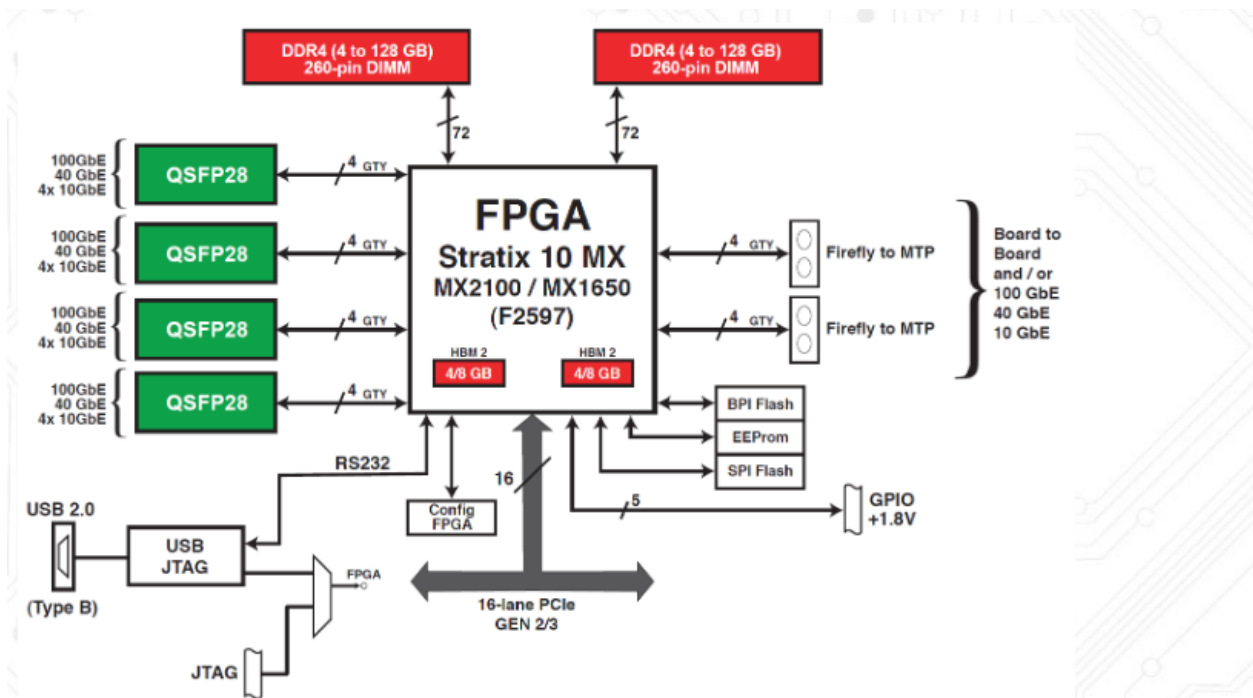 DDR4 (4 to 128 GB)
260-pin DIMM
DDR4 (4 to 128 GB)
260-pin DIMM
72
72
100GbE
40 GbE
4x 10GbE
QSFP28
4 GTY
100GbE
40 GbE
4x 10GbE
QSFP28
4 GTY
100GbE
40 GbE
4x 10GbE
QSFP28
4 GTY
100GbE
40 GbE
4x 10GbE
QSFP28
4 GTY
FPGA
Stratix 10 MX
MX2100 / MX1650
(F2597)
HBM 2
4/8 GB
HBM 2
4/8 GB
4 GTY
Firefly to MTP
4 GTY
Firefly to MTP
Board to
Board
and / or
100 GbE
40 GbE
10 GbE
BPI Flash
EEProm
SPI Flash
RS232
16
5
GPIO
+1.8V
Config
FPGA
USB 2.0
(Type B)
USB
JTAG
FPGA
JTAG
16-lane PCIe
GEN 2/3